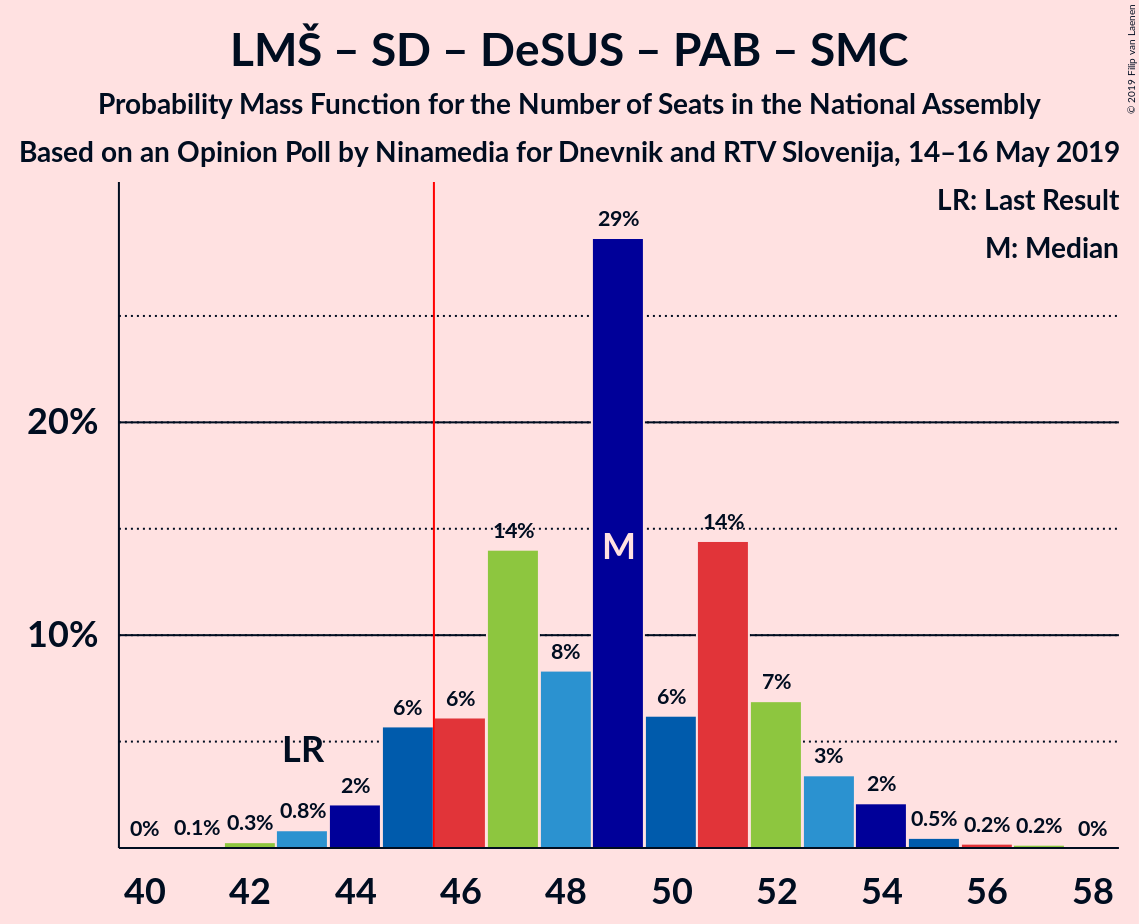 LMŠ – SD – DeSUS – PAB – SMC
Probability Mass Function for the Number of Seats in the National Assembly
Based on an Opinion Poll by Ninamedia for Dnevnik and RTV Slovenija, 14–16 May 2019
© 2019 Filip van Laenen
LR: Last Result
M: Median
20%
10%
0%
0.1%
0.3%
0.8%
2%
6%
6%
14%
8%
29%
6%
14%
7%
3%
2%
0.5%
0.2%
0.2%
0%
LR
M
40 42 44 46 48 50 52 54 56 58